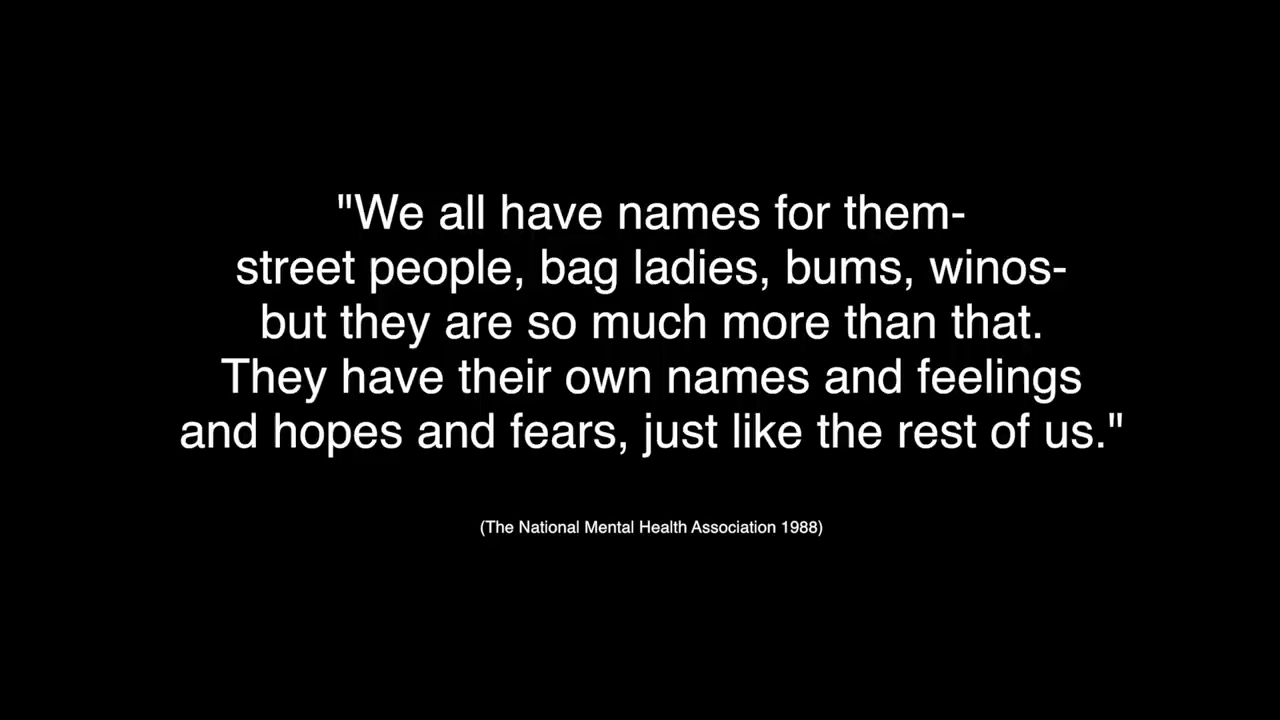 "We all have names for them-
street people, bag ladies, bums, winos-
but they are so much more than that.
They have their own names and feelings
and hopes and fears, just like the rest of us."
(The National Mental Health Association 1988)